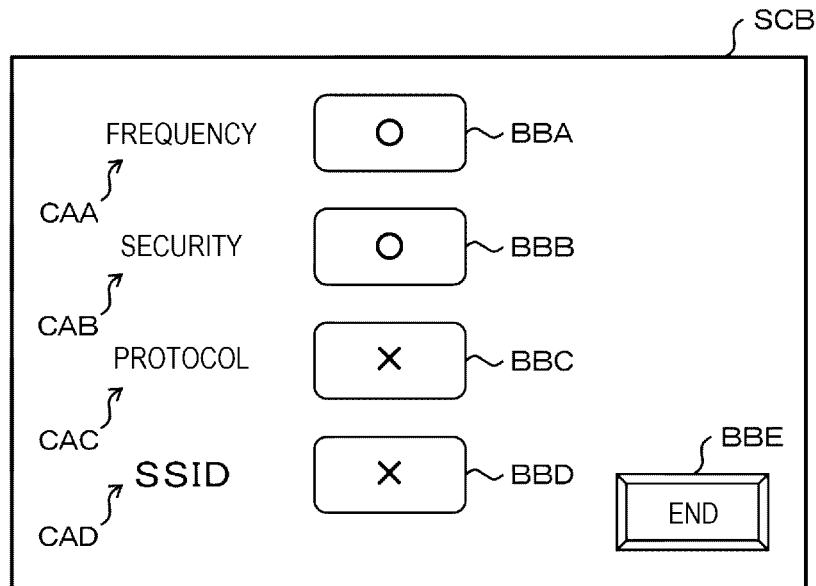 SCB
FREQUENCY O BBA
CAA
SECURITY O BBB
CAB
PROTOCOL X BBC
CAC
BBE
SSID X BBD
END
CAD